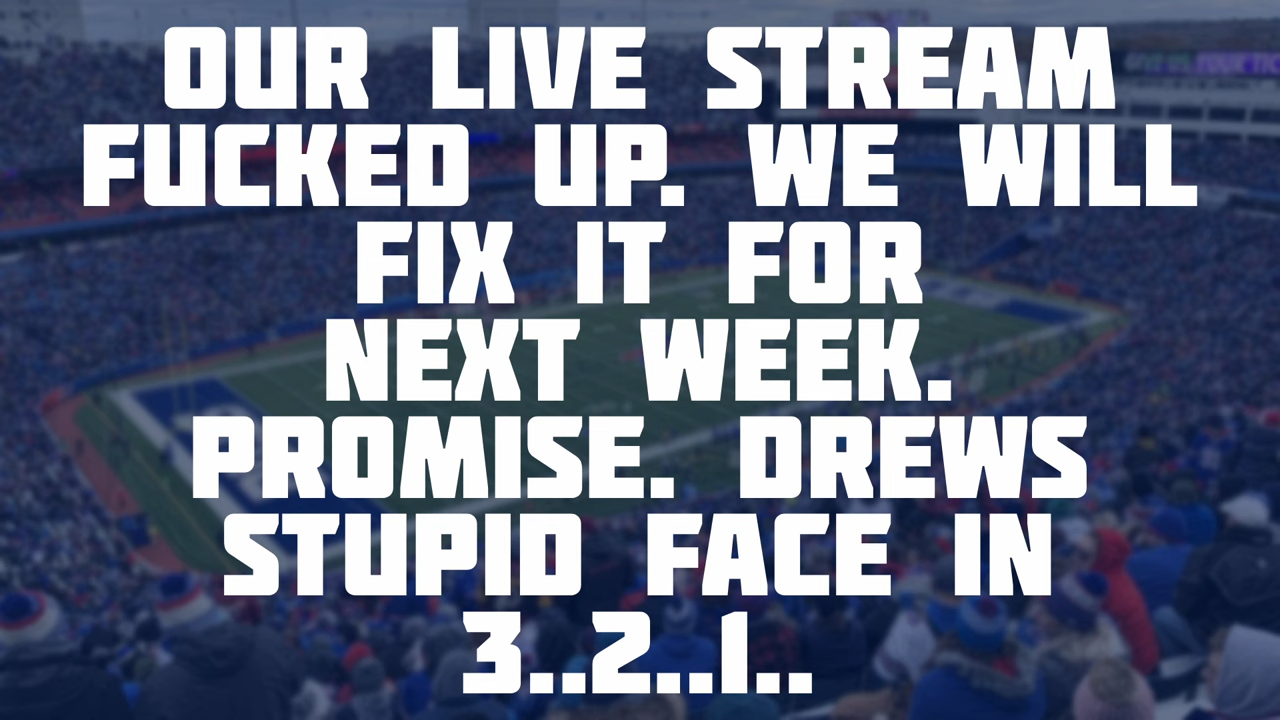 OUR LIVE STREAM
FUCKED UP. WE WILL
FIX IT FOR
NEXT WEEK.
PROMISE. DREWS
STUPID FACE IN
3..2..1..